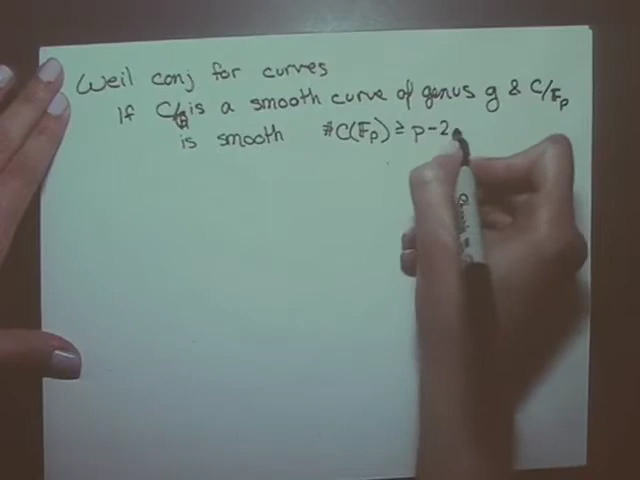 Weil conj for curves
If C/ℚ is a smooth curve of genus g & C/𝔽p
is smooth #C(𝔽p) ≥ p-2